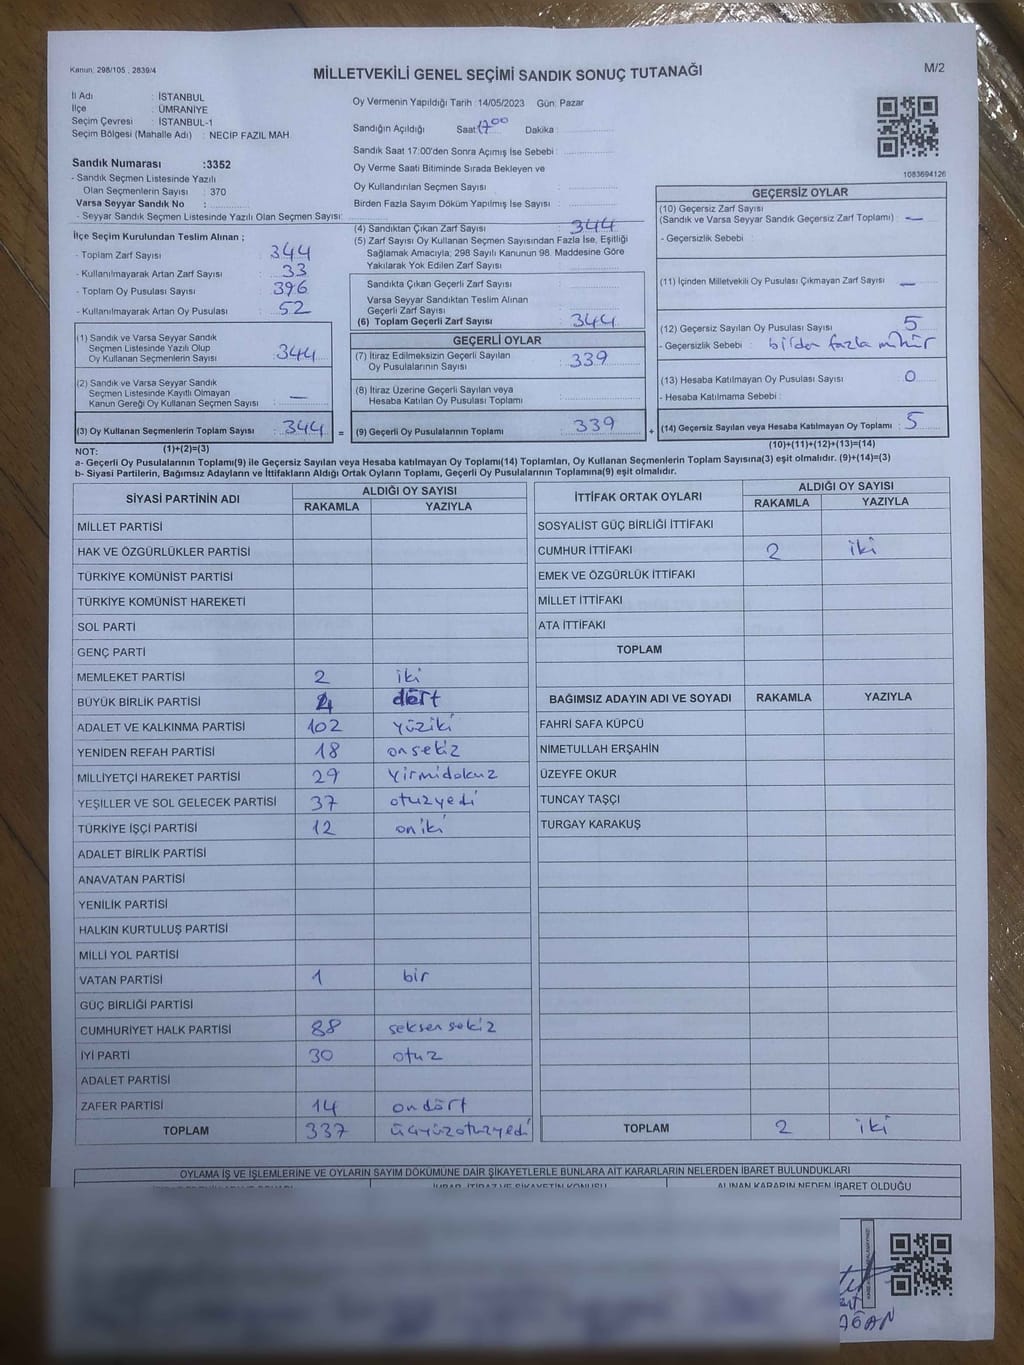 Kanun: 298/105, 2839/4
MİLLETVEKİLİ GENEL SEÇİMİ SANDIK SONUÇ TUTANAĞI
M/2
İl Adı : İSTANBUL
İlçe : ÜMRANİYE
Seçim Çevresi : İSTANBUL-1
Seçim Bölgesi (Mahalle Adı) : NECİP FAZIL MAH.
Oy Vermenin Yapıldığı Tarih : 14/05/2023 Gün: Pazar
Sandığın Açıldığı Saat 17 00 Dakika :
Sandık Saat 17:00'den Sonra Açımış İse Sebebi :
Oy Verme Saati Bitiminde Sırada Bekleyen ve
Oy Kullandırılan Seçmen Sayısı :
Birden Fazla Sayım Döküm Yapılmış İse Sayısı :
1083694126
Sandık Numarası :3352
- Sandık Seçmen Listesinde Yazılı
Olan Seçmenlerin Sayısı : 370
Varsa Seyyar Sandık No :
- Seyyar Sandık Seçmen Listesinde Yazılı Olan Seçmen Sayısı:
İlçe Seçim Kurulundan Teslim Alınan ;
- Toplam Zarf Sayısı : 344
- Kullanılmayarak Artan Zarf Sayısı : 33
- Toplam Oy Pusulası Sayısı : 396
- Kullanılmayarak Artan Oy Pusulası : 52
(1) Sandık ve Varsa Seyyar Sandık
Seçmen Listesinde Yazılı Olup
Oy Kullanan Seçmenlerin Sayısı : 344
(2) Sandık ve Varsa Seyyar Sandık
Seçmen Listesinde Kayıtlı Olmayan
Kanun Gereği Oy Kullanan Seçmen Sayısı : —
(3) Oy Kullanan Seçmenlerin Toplam Sayısı : 344 =
(4) Sandıktan Çıkan Zarf Sayısı : 344
(5) Zarf Sayısı Oy Kullanan Seçmen Sayısından Fazla İse, Eşitliği
Sağlamak Amacıyla, 298 Sayılı Kanunun 98. Maddesine Göre
Yakılarak Yok Edilen Zarf Sayısı :
Sandıkta Çıkan Geçerli Zarf Sayısı :
Varsa Seyyar Sandıktan Teslim Alınan
Geçerli Zarf Sayısı :
(6) Toplam Geçerli Zarf Sayısı : 344
GEÇERLİ OYLAR
(7) İtiraz Edilmeksizin Geçerli Sayılan
Oy Pusulalarının Sayısı : 339
(8) İtiraz Üzerine Geçerli Sayılan veya
Hesaba Katılan Oy Pusulası Toplamı :
(9) Geçerli Oy Pusulalarının Toplamı : 339 +
GEÇERSİZ OYLAR
(10) Geçersiz Zarf Sayısı
(Sandık ve Varsa Seyyar Sandık Geçersiz Zarf Toplamı) : —
- Geçersizlik Sebebi :
(11) İçinden Milletvekili Oy Pusulası Çıkmayan Zarf Sayısı : —
(12) Geçersiz Sayılan Oy Pusulası Sayısı : 5
- Geçersizlik Sebebi : birden fazla mühür
(13) Hesaba Katılmayan Oy Pusulası Sayısı : 0
- Hesaba Katılmama Sebebi :
(14) Geçersiz Sayılan veya Hesaba Katılmayan Oy Toplamı : 5
NOT: (1)+(2)=(3)
(10)+(11)+(12)+(13)=(14)
a- Geçerli Oy Pusulalarının Toplamı(9) ile Geçersiz Sayılan veya Hesaba katılmayan Oy Toplamı(14) Toplamları, Oy Kullanan Seçmenlerin Toplam Sayısına(3) eşit olmalıdır. (9)+(14)=(3)
b- Siyasi Partilerin, Bağımsız Adayların ve İttifakların Aldığı Ortak Oyların Toplamı, Geçerli Oy Pusulalarının Toplamına(9) eşit olmalıdır.
SİYASİ PARTİNİN ADI ALDIĞI OY SAYISI
RAKAMLA YAZIYLA
MİLLET PARTİSİ
HAK VE ÖZGÜRLÜKLER PARTİSİ
TÜRKİYE KOMÜNİST PARTİSİ
TÜRKİYE KOMÜNİST HAREKETİ
SOL PARTİ
GENÇ PARTİ
MEMLEKET PARTİSİ 2 iki
BÜYÜK BİRLİK PARTİSİ 4 dört
ADALET VE KALKINMA PARTİSİ 102 yüziki
YENİDEN REFAH PARTİSİ 18 onsekiz
MİLLİYETÇİ HAREKET PARTİSİ 29 yirmidokuz
YEŞİLLER VE SOL GELECEK PARTİSİ 37 otuzyedi
TÜRKİYE İŞÇİ PARTİSİ 12 oniki
ADALET BİRLİK PARTİSİ
ANAVATAN PARTİSİ
YENİLİK PARTİSİ
HALKIN KURTULUŞ PARTİSİ
MİLLİ YOL PARTİSİ
VATAN PARTİSİ 1 bir
GÜÇ BİRLİĞİ PARTİSİ
CUMHURİYET HALK PARTİSİ 88 seksensekiz
İYİ PARTİ 30 otuz
ADALET PARTİSİ
ZAFER PARTİSİ 14 ondört
TOPLAM 337 üçyüzotuzyedi
İTTİFAK ORTAK OYLARI ALDIĞI OY SAYISI
RAKAMLA YAZIYLA
SOSYALİST GÜÇ BİRLİĞİ İTTİFAKI
CUMHUR İTTİFAKI 2 iki
EMEK VE ÖZGÜRLÜK İTTİFAKI
MİLLET İTTİFAKI
ATA İTTİFAKI
TOPLAM
BAĞIMSIZ ADAYIN ADI VE SOYADI RAKAMLA YAZIYLA
FAHRİ SAFA KÜPCÜ
NİMETULLAH ERŞAHİN
ÜZEYFE OKUR
TUNCAY TAŞÇI
TURGAY KARAKUŞ
TOPLAM 2 iki
OYLAMA İŞ VE İŞLEMLERİNE VE OYLARIN SAYIM DÖKÜMÜNE DAİR ŞİKAYETLERLE BUNLARA AİT KARARLARIN NELERDEN İBARET BULUNDUKLARI
İHBAR, İTİRAZ VE ŞİKAYETİN KONUSU
ALINAN KARARIN NEDEN İBARET OLDUĞU